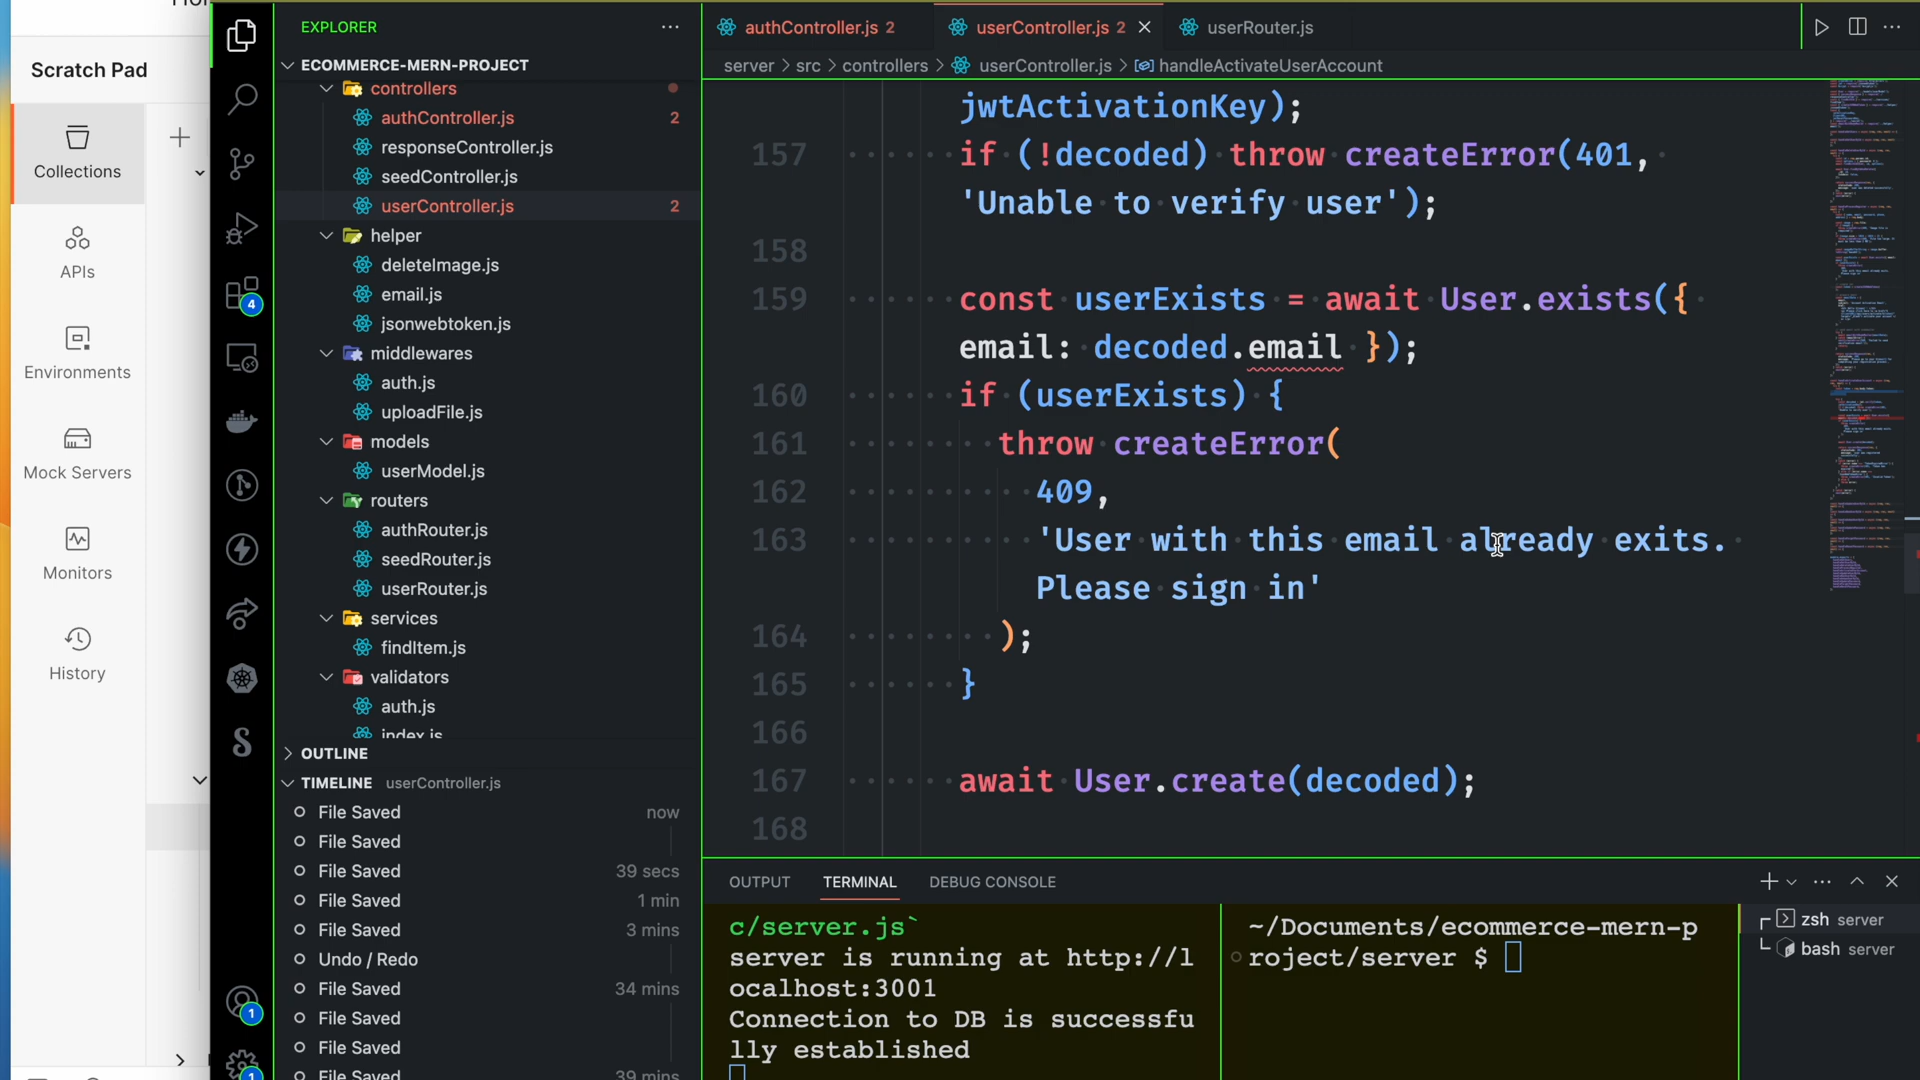 Scratch Pad
Collections
APIs
Environments
Mock Servers
Monitors
History
4
1
1
EXPLORER
ECOMMERCE-MERN-PROJECT
controllers
authController.js 2
responseController.js
seedController.js
userController.js 2
helper
deleteImage.js
email.js
jsonwebtoken.js
middlewares
auth.js
uploadFile.js
models
userModel.js
routers
authRouter.js
seedRouter.js
userRouter.js
services
findItem.js
validators
auth.js
index.js
OUTLINE
TIMELINE userController.js
File Saved now
File Saved
File Saved 39 secs
File Saved 1 min
File Saved 3 mins
Undo / Redo
File Saved 34 mins
File Saved
File Saved
File Saved 39 mins
authController.js 2 userController.js 2 userRouter.js
server > src > controllers > userController.js > handleActivateUserAccount
jwtActivationKey);
157 if (!decoded) throw createError(401,
'Unable to verify user');
158
159 const userExists = await User.exists({
email: decoded.email });
160 if (userExists) {
161 throw createError(
162 409,
163 'User with this email already exits.
Please sign in'
164 );
165 }
166
167 await User.create(decoded);
168
OUTPUT TERMINAL DEBUG CONSOLE
c/server.js`
server is running at http://l
ocalhost:3001
Connection to DB is successfu
lly established
~/Documents/ecommerce-mern-p
roject/server $
zsh server
bash server